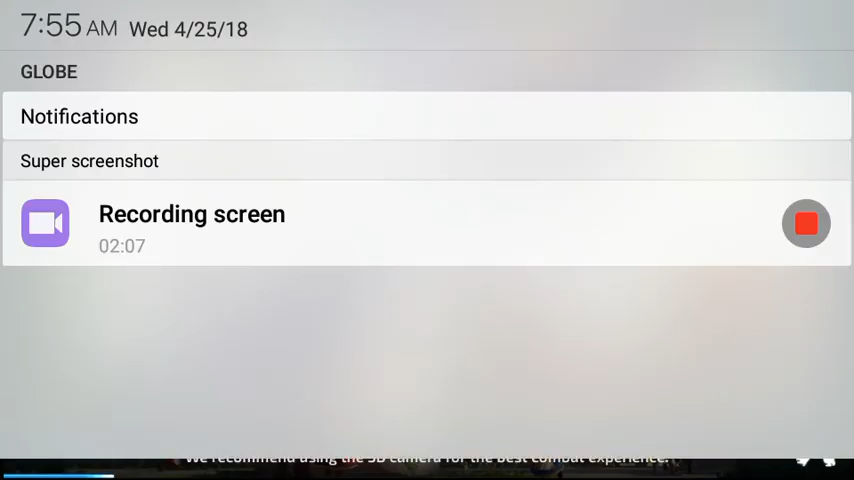 7:55 AM Wed 4/25/18
GLOBE
Notifications
Super screenshot
Recording screen
02:07
We recommend using the 3D camera for the best combat experience.